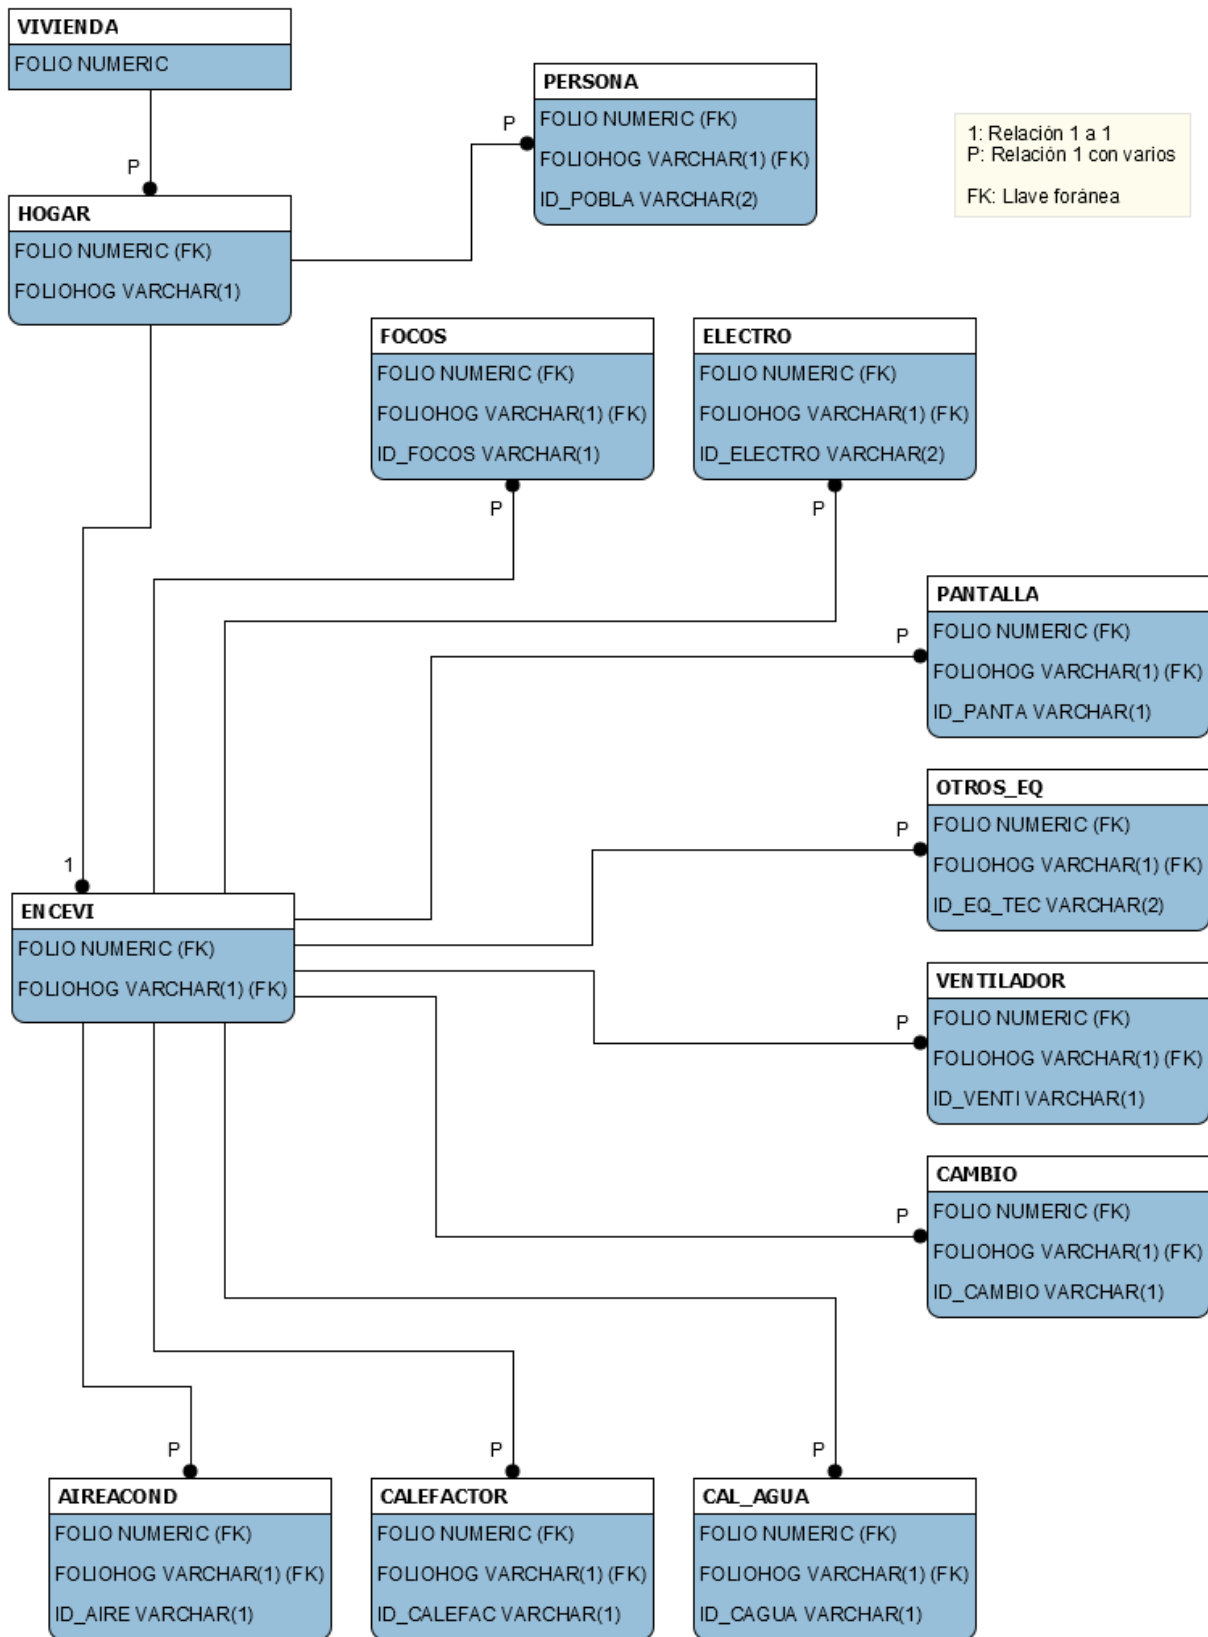 VIVIENDA
FOLIO NUMERIC
P
HOGAR
FOLIO NUMERIC (FK)
FOLIOHOG VARCHAR(1)
P
PERSONA
FOLIO NUMERIC (FK)
FOLIOHOG VARCHAR(1) (FK)
ID_POBLA VARCHAR(2)
1: Relación 1 a 1
P: Relación 1 con varios
FK: Llave foránea
FOCOS
FOLIO NUMERIC (FK)
FOLIOHOG VARCHAR(1) (FK)
ID_FOCOS VARCHAR(1)
P
ELECTRO
FOLIO NUMERIC (FK)
FOLIOHOG VARCHAR(1) (FK)
ID_ELECTRO VARCHAR(2)
P
P
PANTALLA
FOLIO NUMERIC (FK)
FOLIOHOG VARCHAR(1) (FK)
ID_PANTA VARCHAR(1)
P
OTROS_EQ
FOLIO NUMERIC (FK)
FOLIOHOG VARCHAR(1) (FK)
ID_EQ_TEC VARCHAR(2)
1
ENCEVI
FOLIO NUMERIC (FK)
FOLIOHOG VARCHAR(1) (FK)
P
VENTILADOR
FOLIO NUMERIC (FK)
FOLIOHOG VARCHAR(1) (FK)
ID_VENTI VARCHAR(1)
P
CAMBIO
FOLIO NUMERIC (FK)
FOLIOHOG VARCHAR(1) (FK)
ID_CAMBIO VARCHAR(1)
P
AIREACOND
FOLIO NUMERIC (FK)
FOLIOHOG VARCHAR(1) (FK)
ID_AIRE VARCHAR(1)
P
CALEFACTOR
FOLIO NUMERIC (FK)
FOLIOHOG VARCHAR(1) (FK)
ID_CALEFAC VARCHAR(1)
P
CAL_AGUA
FOLIO NUMERIC (FK)
FOLIOHOG VARCHAR(1) (FK)
ID_CAGUA VARCHAR(1)